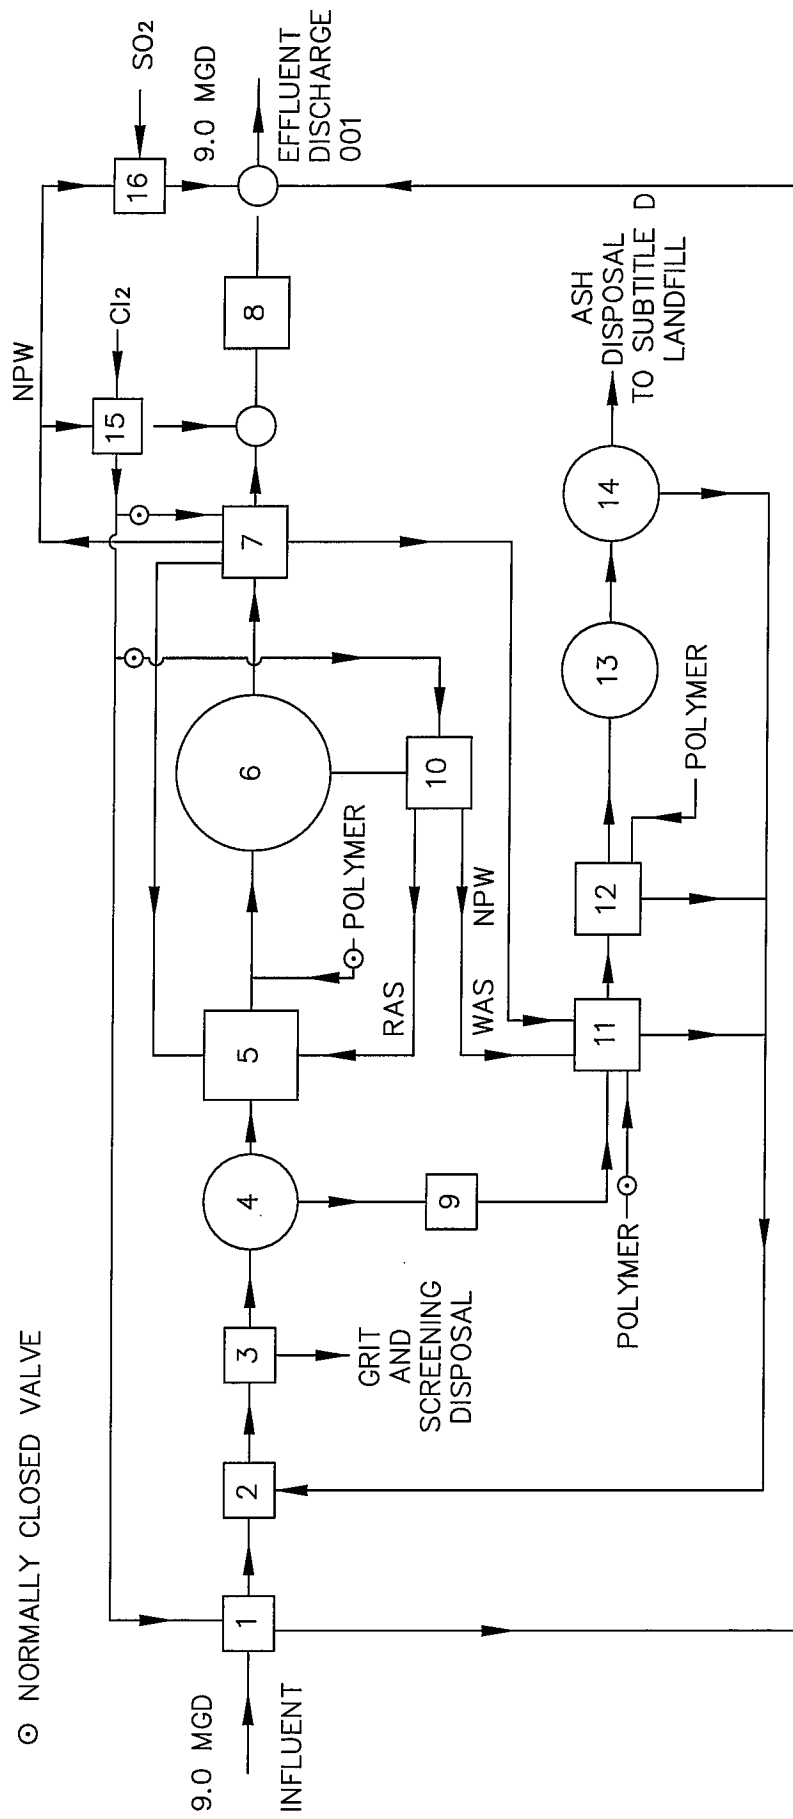 ⊙ NORMALLY CLOSED VALVE
NPW
Cl2
SO2
15
16
9.0 MGD
9.0 MGD
INFLUENT
1
2
3
4
5
6
7
8
EFFLUENT
DISCHARGE
001
GRIT
AND
SCREENING
DISPOSAL
POLYMER
RAS
10
WAS
NPW
9
POLYMER
11
12
POLYMER
13
14
ASH
DISPOSAL
TO SUBTITLE D
LANDFILL